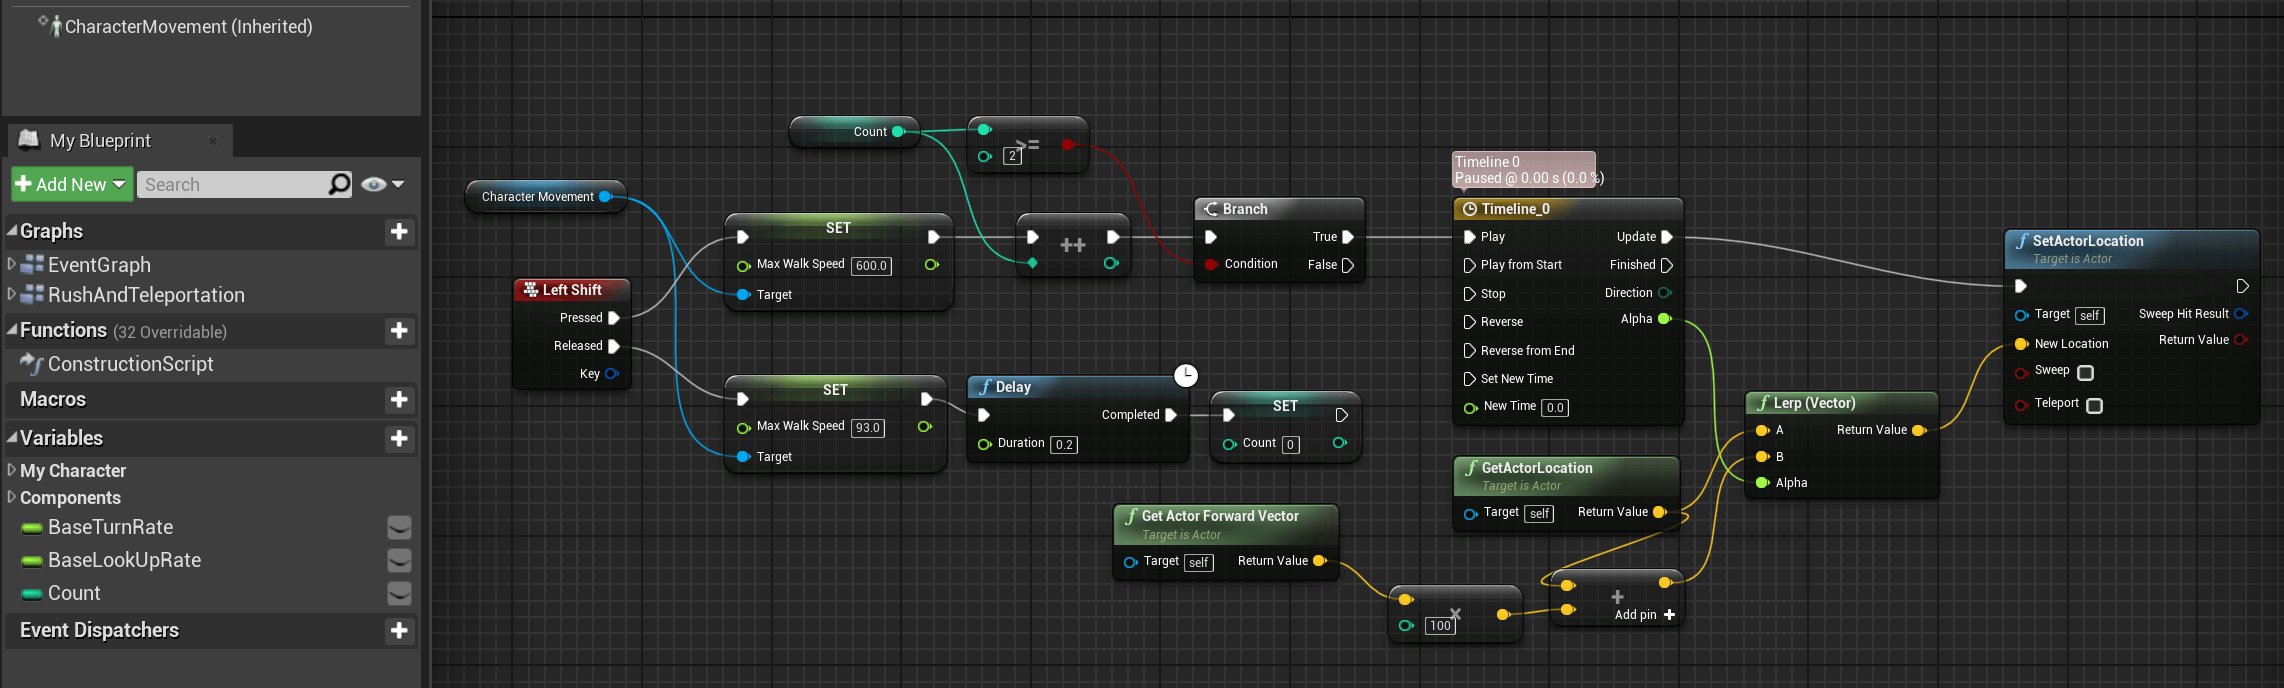 CharacterMovement (Inherited)
My Blueprint
Add New
Search
Graphs
EventGraph
RushAndTeleportation
Functions (32 Overridable)
ConstructionScript
Macros
Variables
My Character
Components
BaseTurnRate
BaseLookUpRate
Count
Event Dispatchers
Character Movement
Left Shift
Pressed
Released
Key
Count
>=
2
SET
Max Walk Speed 600.0
Target
++
Branch
True
Condition False
SET
Max Walk Speed 93.0
Target
Delay
Completed
Duration 0.2
SET
Count 0
Timeline 0
Paused @ 0.00 s (0.0 %)
Timeline_0
Play Update
Play from Start Finished
Stop Direction
Reverse Alpha
Reverse from End
Set New Time
New Time 0.0
GetActorLocation
Target is Actor
Target self Return Value
Get Actor Forward Vector
Target is Actor
Target self Return Value
×
100
+
Add pin +
Lerp (Vector)
A Return Value
B
Alpha
SetActorLocation
Target is Actor
Target self Sweep Hit Result
New Location Return Value
Sweep
Teleport